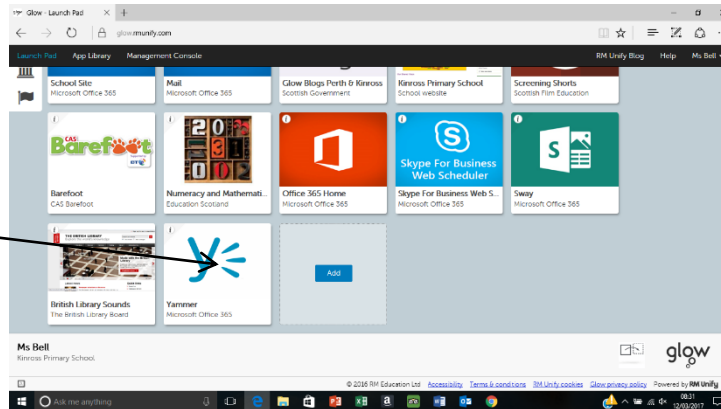 Glow - Launch Pad
glow.rmunify.com
Launch Pad App Library Management Console RM Unify Blog Help Ms Bell
School Site
Microsoft Office 365
Mail
Microsoft Office 365
Glow Blogs Perth & Kinross
Scottish Government
Kinross Primary School
School website
Screening Shorts
Scottish Film Education
CAS
Barefoot
BT
Barefoot
CAS Barefoot
Numeracy and Mathemati...
Education Scotland
Office 365 Home
Microsoft Office 365
S
Skype For Business
Web Scheduler
Skype For Business Web S...
Microsoft Office 365
S
Sway
Microsoft Office 365
THE BRITISH LIBRARY
British Library Sounds
The British Library Board
Yammer
Microsoft Office 365
Add
Ms Bell
Kinross Primary School
glow
© 2016 RM Education Ltd Accessibility Terms & conditions RM Unify cookies Glow privacy policy Powered by RM Unify
Ask me anything
08:31
12/03/2017